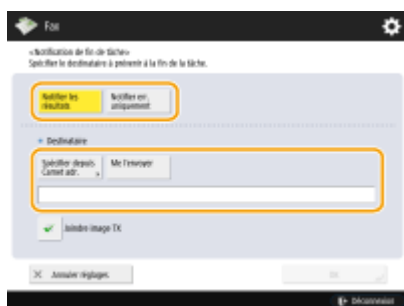 Fax
<Notification de fin de tâche>
Spécifier le destinataire à prévenir à la fin de la tâche.
Notifier les résultats
Notifier err. uniquement
Destinataire
Spécifier depuis Carnet adr.
Me l'envoyer
Joindre image TX
Annuler réglages
OK
Déconnexion